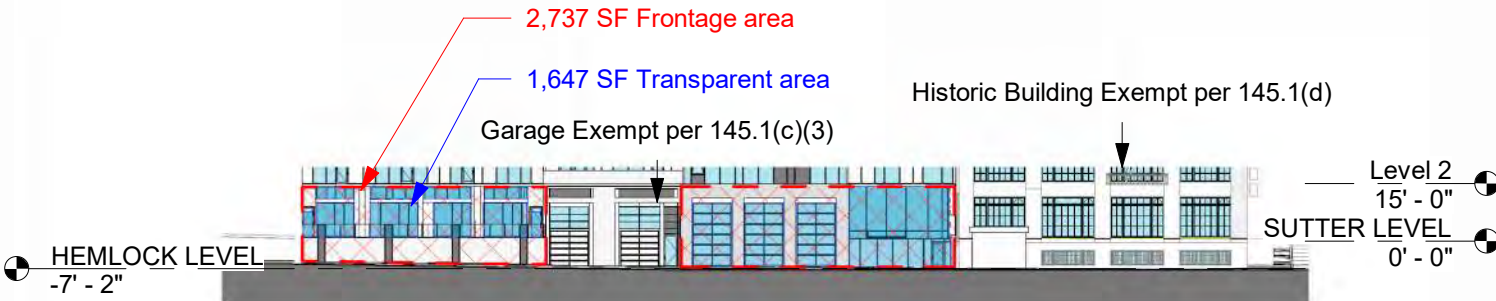 2,737 SF Frontage area
1,647 SF Transparent area
Historic Building Exempt per 145.1(d)
Garage Exempt per 145.1(c)(3)
Level 2
15' - 0"
SUTTER LEVEL
0' - 0"
HEMLOCK LEVEL
-7' - 2"